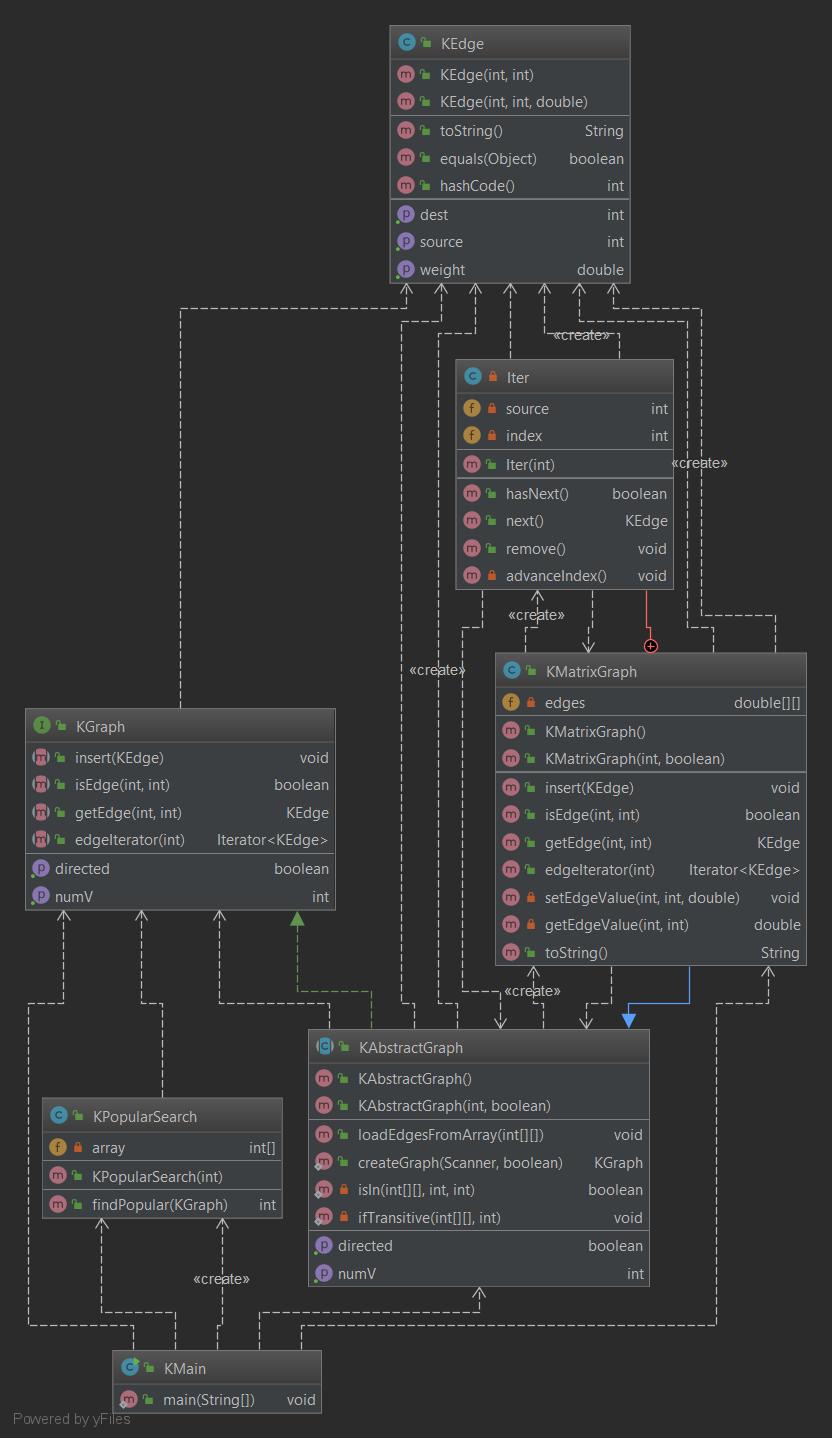 KEdge
KEdge(int, int)
KEdge(int, int, double)
toString() String
equals(Object) boolean
hashCode() int
dest int
source int
weight double
«create»
Iter
source int
index int
Iter(int)
hasNext() boolean
next() KEdge
remove() void
advanceIndex() void
«create»
«create»
«create»
KMatrixGraph
edges double[][]
KMatrixGraph()
KMatrixGraph(int, boolean)
insert(KEdge) void
isEdge(int, int) boolean
getEdge(int, int) KEdge
edgeIterator(int) Iterator<KEdge>
setEdgeValue(int, int, double) void
getEdgeValue(int, int) double
toString() String
KGraph
insert(KEdge) void
isEdge(int, int) boolean
getEdge(int, int) KEdge
edgeIterator(int) Iterator<KEdge>
directed boolean
numV int
«create»
KAbstractGraph
KAbstractGraph()
KAbstractGraph(int, boolean)
loadEdgesFromArray(int[][]) void
createGraph(Scanner, boolean) KGraph
isIn(int[][], int, int) boolean
ifTransitive(int[][], int) void
directed boolean
numV int
KPopularSearch
array int[]
KPopularSearch(int)
findPopular(KGraph) int
«create»
KMain
main(String[]) void
Powered by yFiles